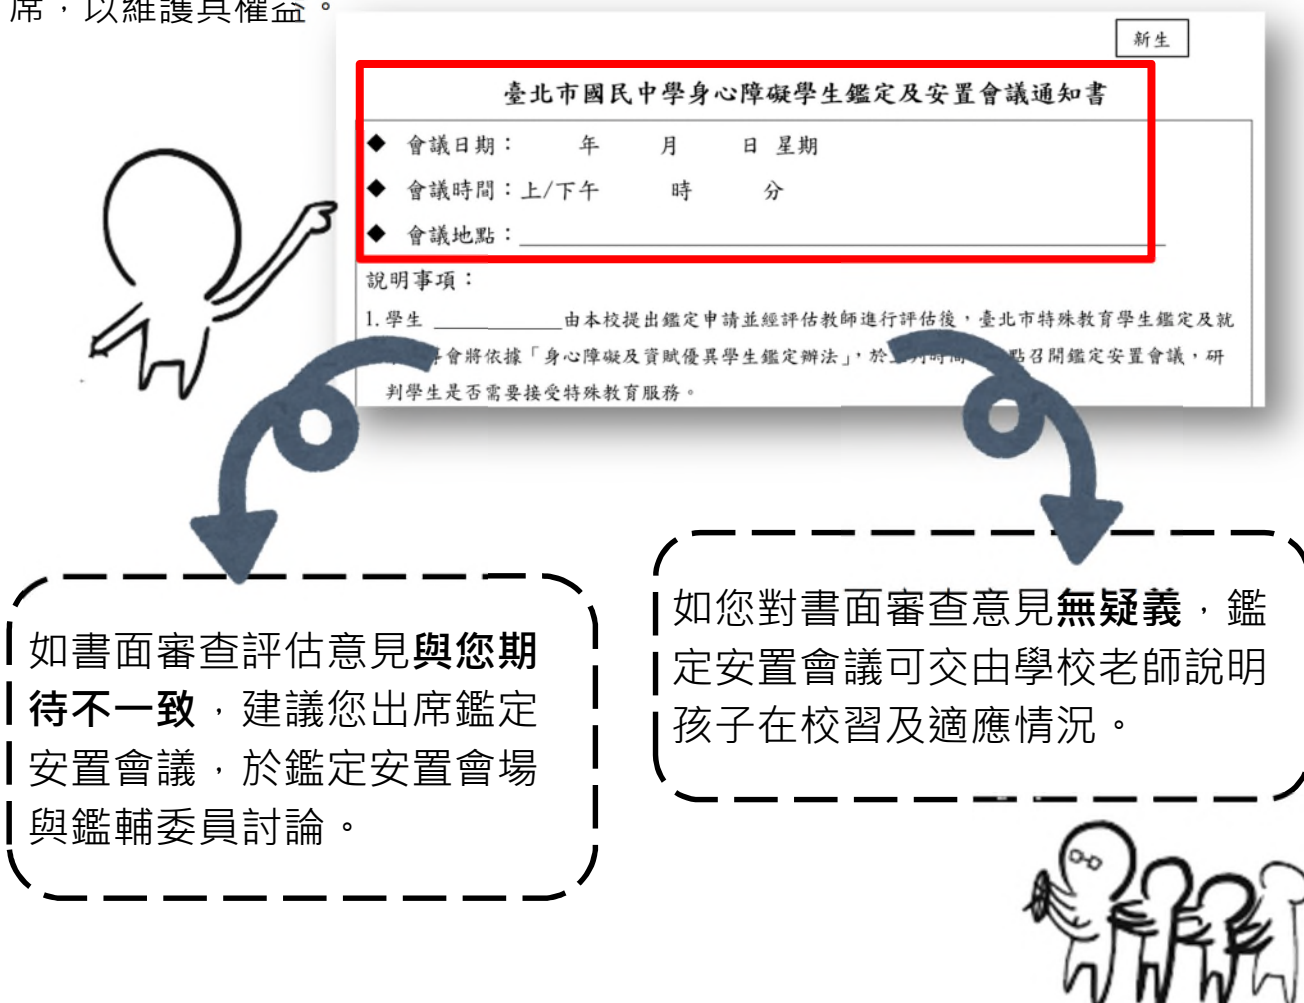 席，以維護其權益。
新生
臺北市國民中學身心障礙學生鑑定及安置會議通知書
◆ 會議日期： 年 月 日 星期
◆ 會議時間：上/下午 時 分
◆ 會議地點：
說明事項：
1. 學生 由本校提出鑑定申請並經評估教師進行評估後，臺北市特殊教育學生鑑定及就
會將依據「身心障礙及資賦優異學生鑑定辦法」，於 列時間 點召開鑑定安置會議，研
判學生是否需要接受特殊教育服務。
如書面審查評估意見與您期
待不一致，建議您出席鑑定
安置會議，於鑑定安置會場
與鑑輔委員討論。
如您對書面審查意見無疑義，鑑
定安置會議可交由學校老師說明
孩子在校習及適應情況。